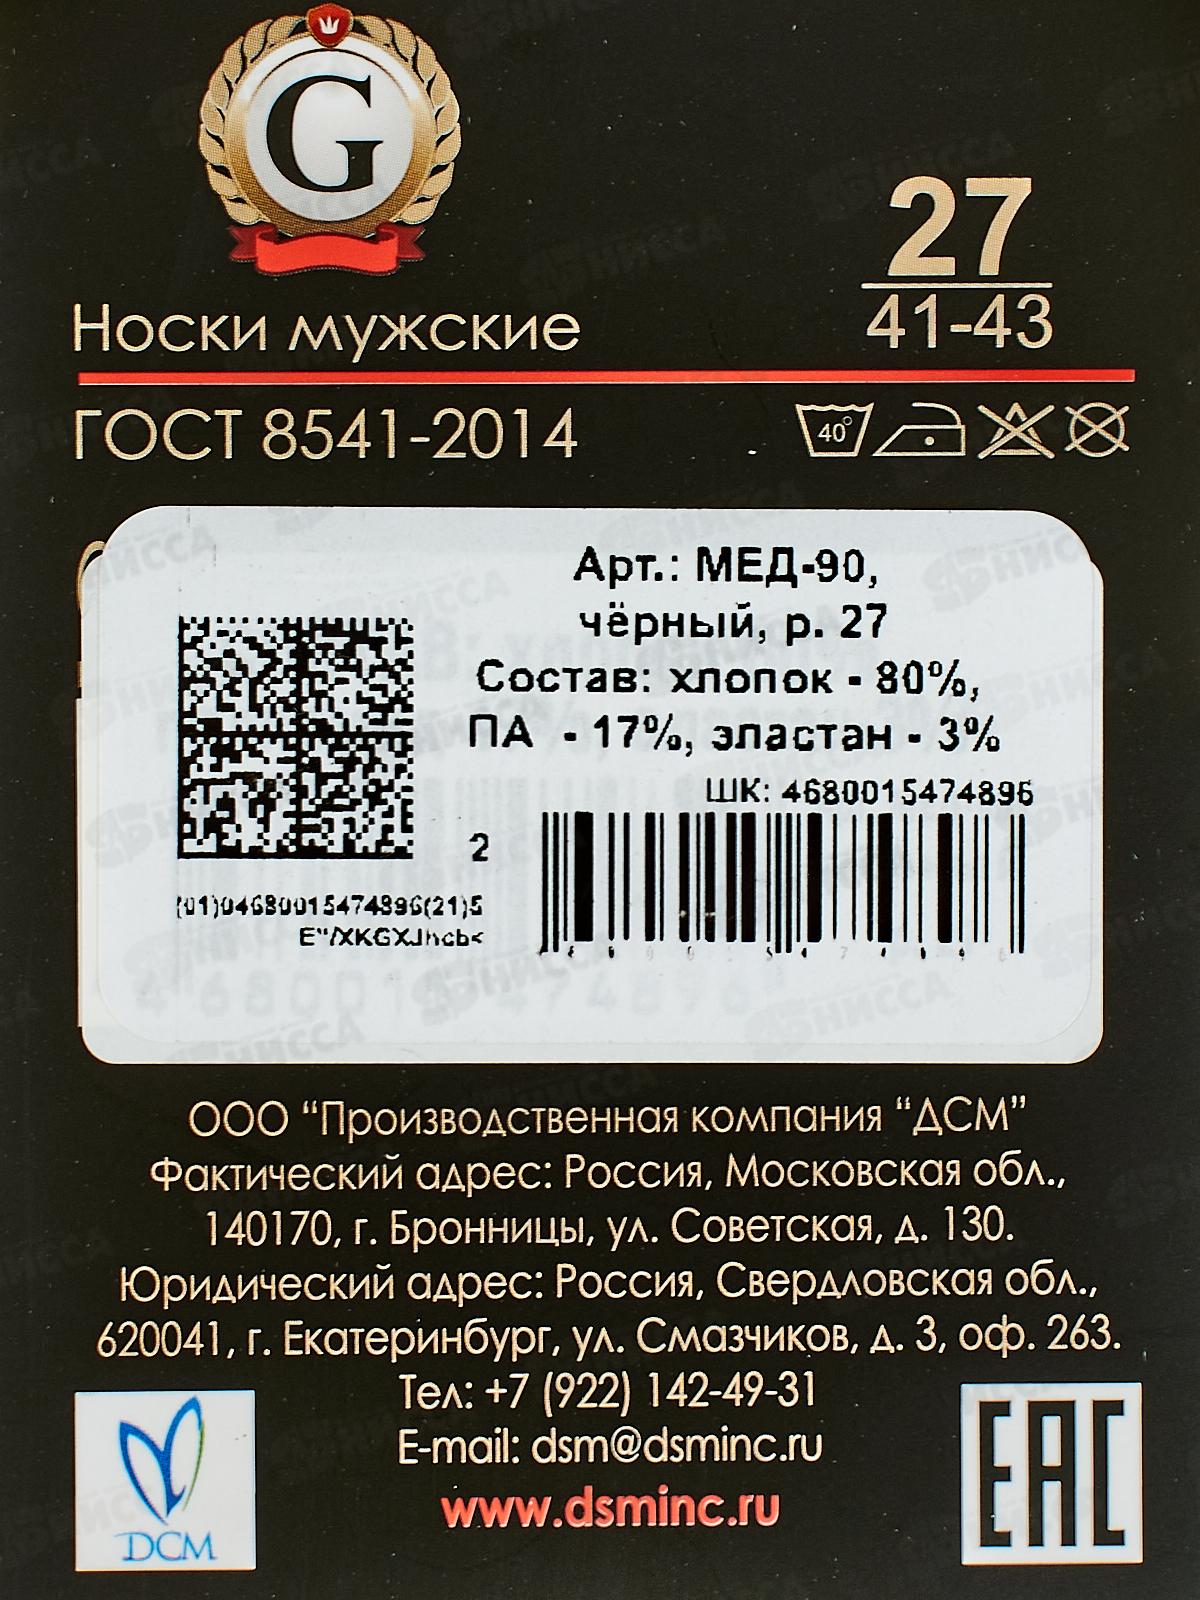 G
27
41-43
Носки мужские
ГОСТ 8541-2014
40°
Арт.: МЕД-90,
чёрный, р. 27
Состав: хлопок - 80%,
ПА - 17%, эластан - 3%
ШК: 4680015474896
2
(01)04680015474896(21)5
ООО “Производственная компания “ДСМ”
Фактический адрес: Россия, Московская обл.,
140170, г. Бронницы, ул. Советская, д. 130.
Юридический адрес: Россия, Свердловская обл.,
620041, г. Екатеринбург, ул. Смазчиков, д. 3, оф. 263.
Тел: +7 (922) 142-49-31
E-mail: dsm@dsminc.ru
www.dsminc.ru
DCM
EAC